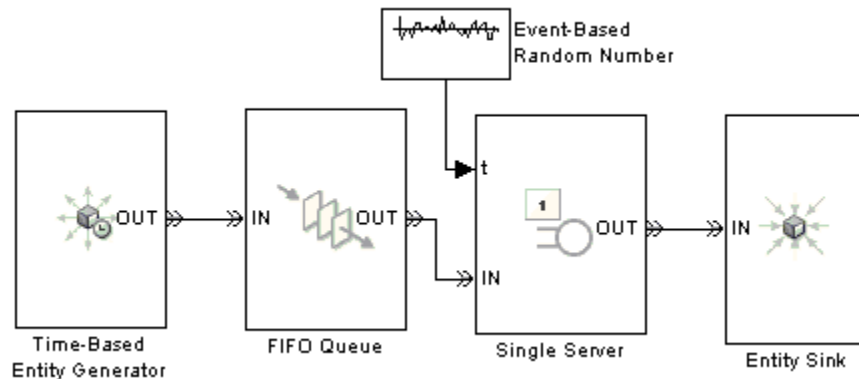 Event-Based
Random Number
t
1
OUT
IN
OUT
OUT
IN
IN
Time-Based
Entity Generator
FIFO Queue
Single Server
Entity Sink